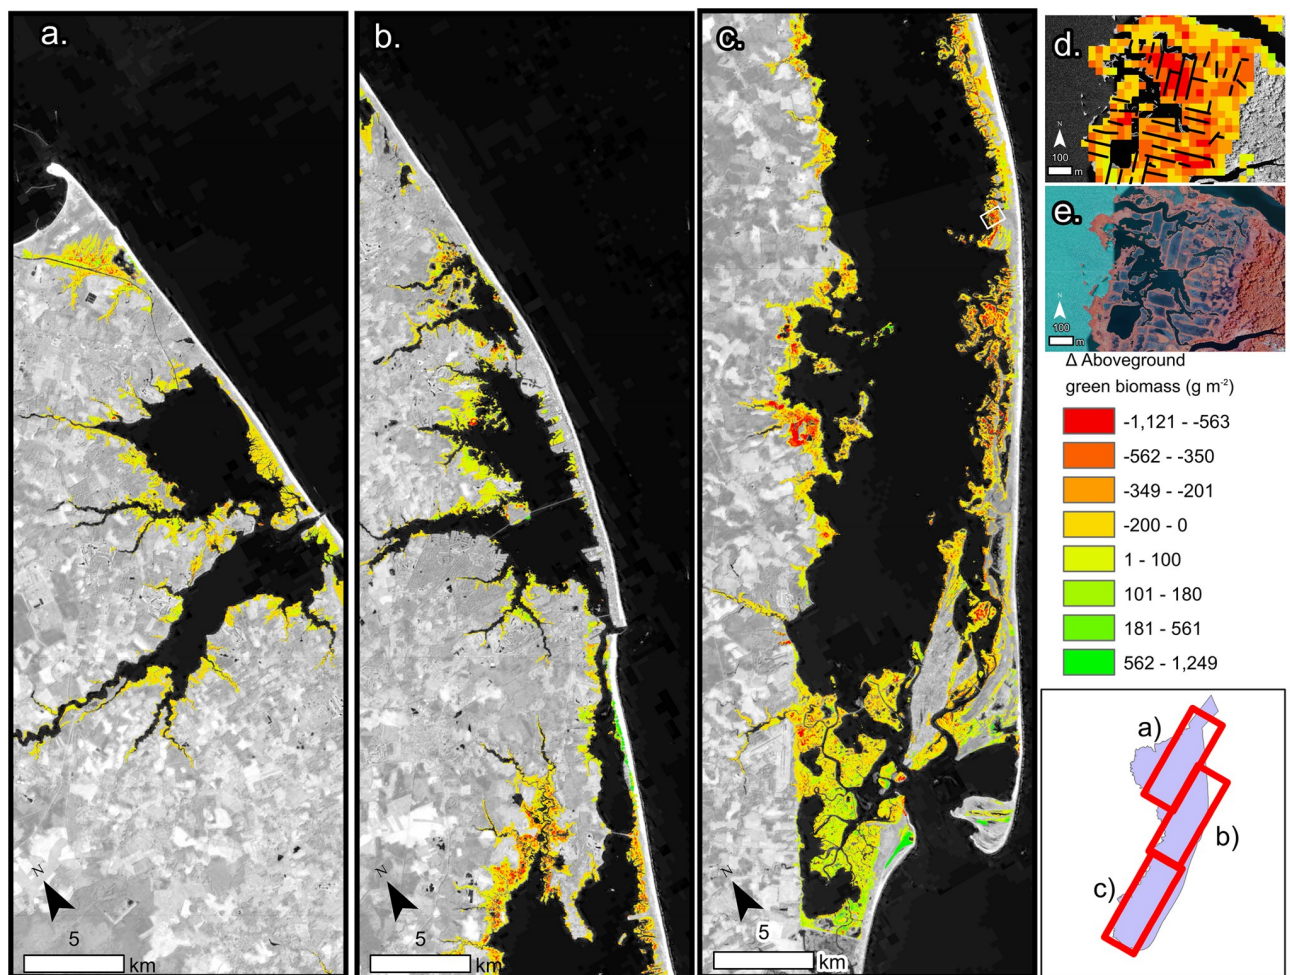 a.
b.
c.
d.
N
100
m
e.
N
100
m
Δ Aboveground
green biomass (g m⁻²)
-1,121 - -563
-562 - -350
-349 - -201
-200 - 0
1 - 100
101 - 180
181 - 561
562 - 1,249
N
5
km
N
5
km
N
5
km
a)
b)
c)